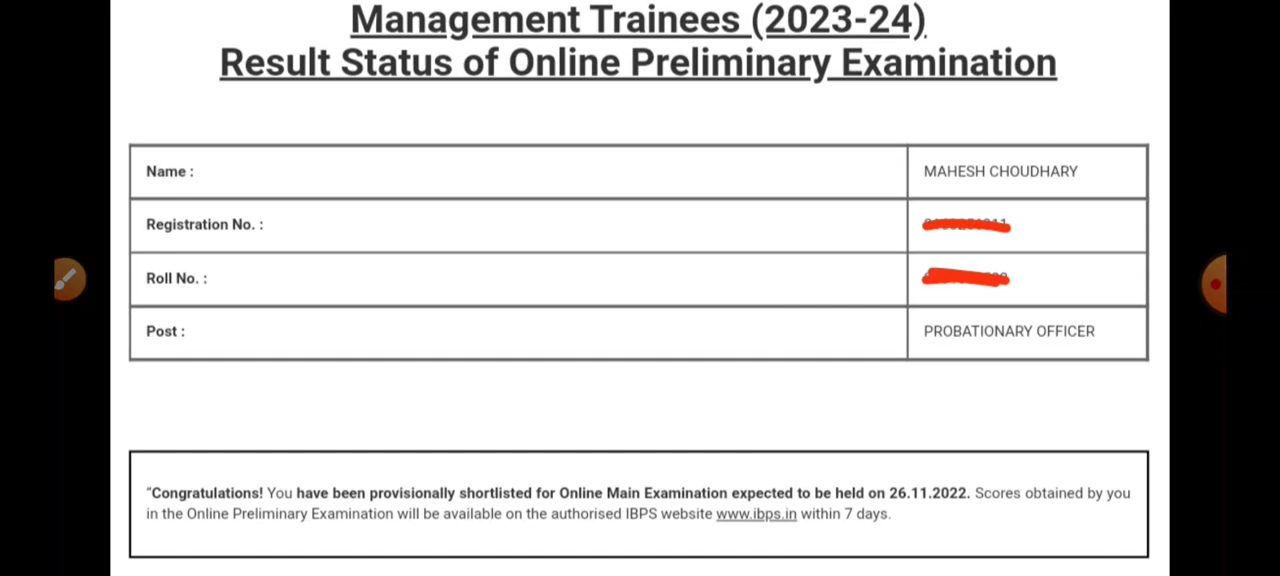 Management Trainees (2023-24)
Result Status of Online Preliminary Examination
Name :
MAHESH CHOUDHARY
Registration No. :
Roll No. :
Post :
PROBATIONARY OFFICER
"Congratulations! You have been provisionally shortlisted for Online Main Examination expected to be held on 26.11.2022. Scores obtained by you
in the Online Preliminary Examination will be available on the authorised IBPS website www.ibps.in within 7 days.